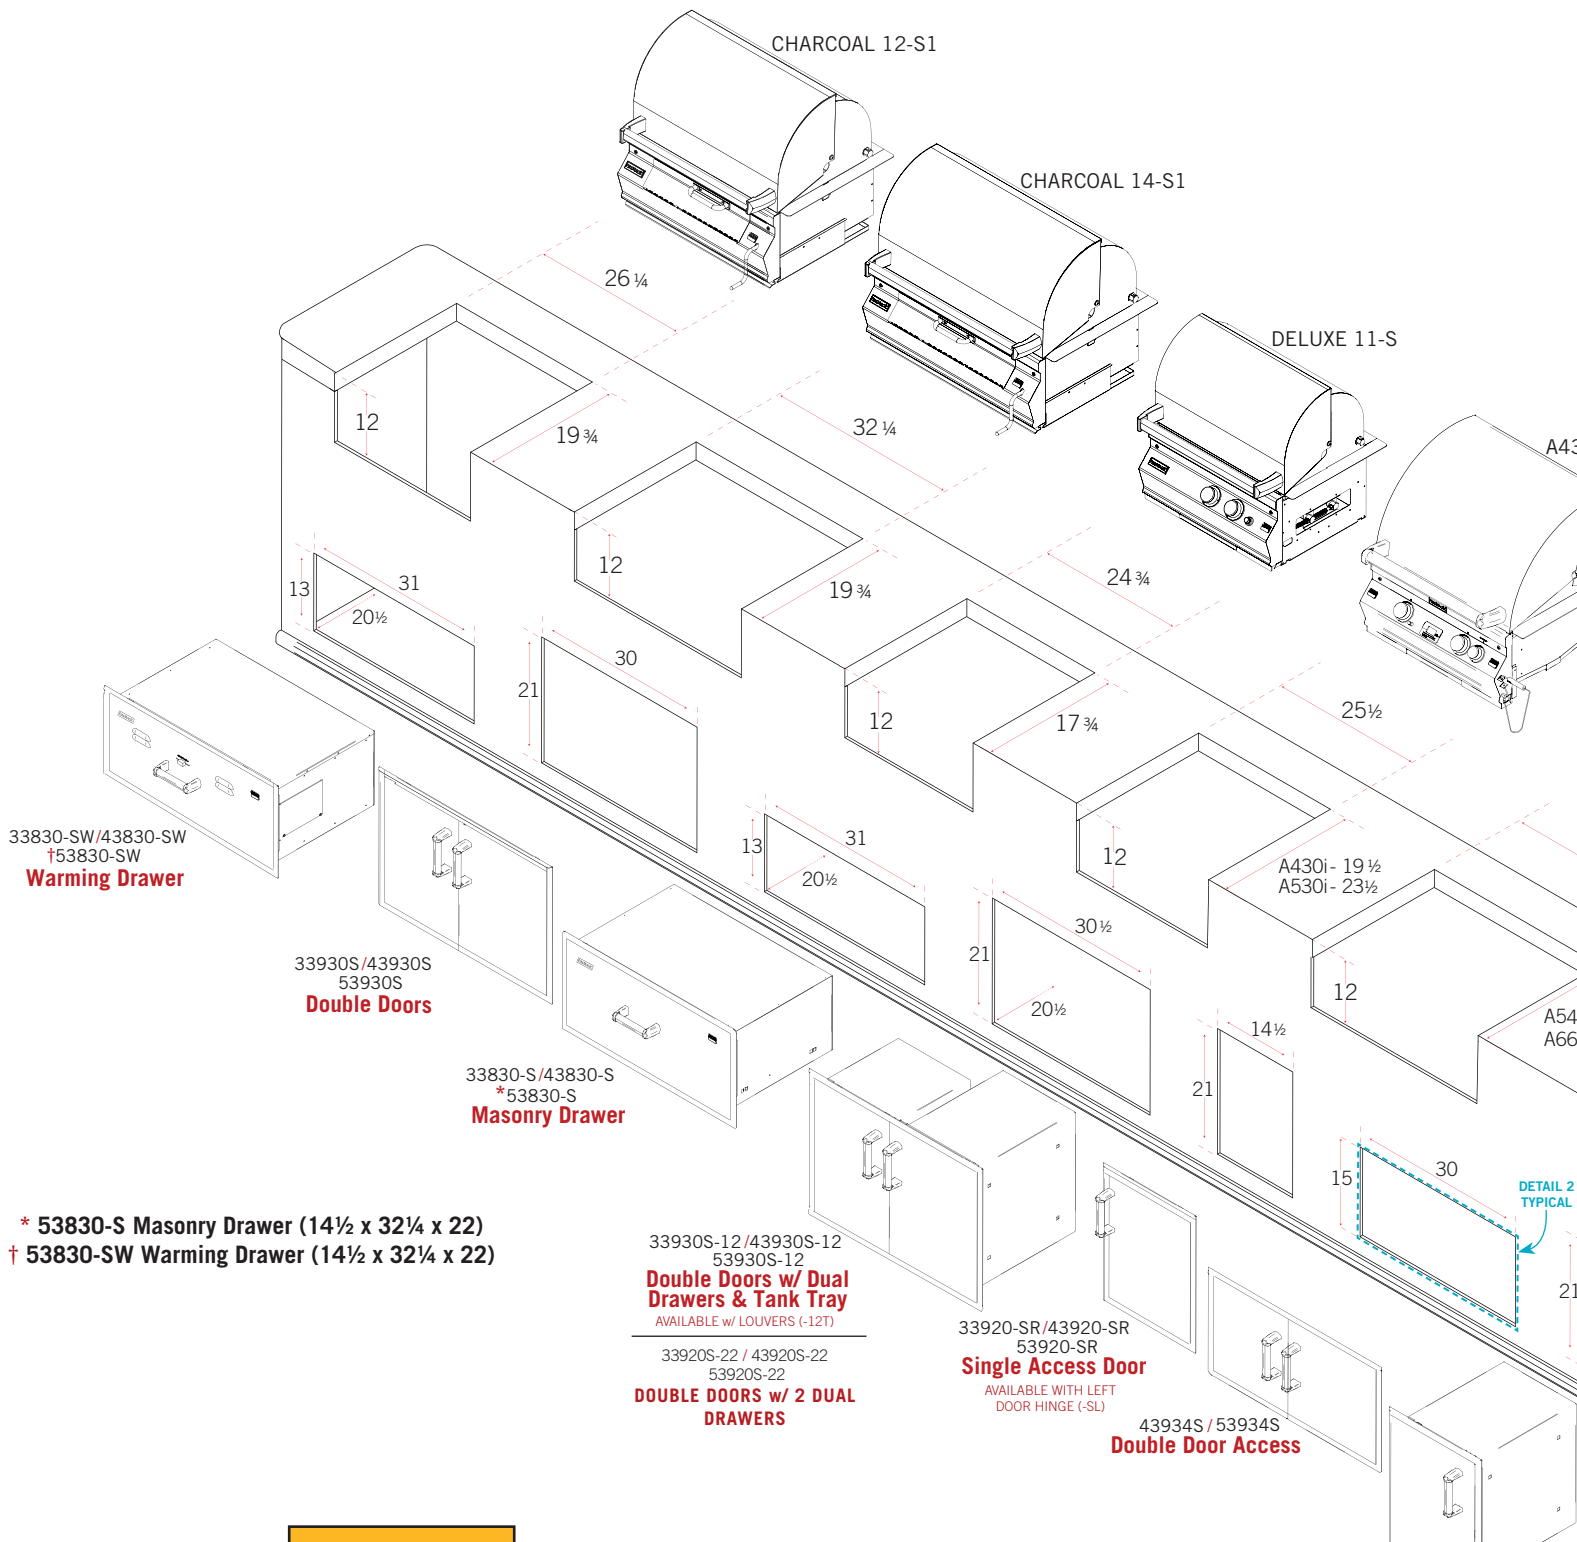 CHARCOAL 12-S1
CHARCOAL 14-S1
DELUXE 11-S
A43
26 ¼
19 ¾
12
32 ¼
19 ¾
12
24 ¾
17 ¾
12
25½
A430i - 19 ½
A530i - 23½
12
12
A54
A66
13
31
20½
21
30
13
31
20½
21
30 ½
20½
21
14½
15
30
DETAIL 2
TYPICAL
21
33830-SW/43830-SW
†53830-SW
Warming Drawer
33930S/43930S
53930S
Double Doors
33830-S/43830-S
*53830-S
Masonry Drawer
* 53830-S Masonry Drawer (14½ x 32¼ x 22)
† 53830-SW Warming Drawer (14½ x 32¼ x 22)
33930S-12/43930S-12
53930S-12
Double Doors w/ Dual
Drawers & Tank Tray
AVAILABLE w/ LOUVERS (-12T)
33920S-22 / 43920S-22
53920S-22
DOUBLE DOORS w/ 2 DUAL
DRAWERS
33920-SR/43920-SR
53920-SR
Single Access Door
AVAILABLE WITH LEFT
DOOR HINGE (-SL)
43934S / 53934S
Double Door Access